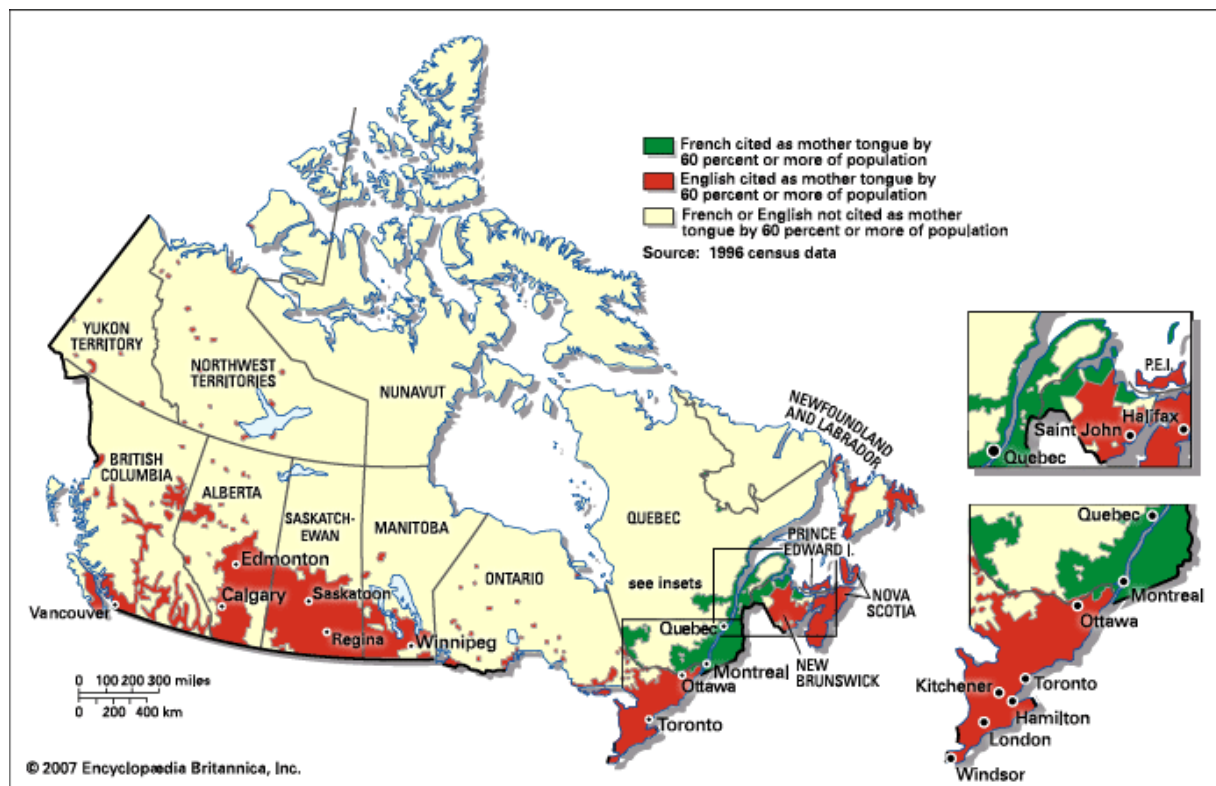 French cited as mother tongue by
60 percent or more of population
English cited as mother tongue by
60 percent or more of population
French or English not cited as mother
tongue by 60 percent or more of population
Source: 1996 census data
YUKON
TERRITORY
NORTHWEST
TERRITORIES
NUNAVUT
NEWFOUNDLAND
AND LABRADOR
BRITISH
COLUMBIA
ALBERTA
SASKATCH-
EWAN
MANITOBA
ONTARIO
QUEBEC
PRINCE
EDWARD I.
see insets
NOVA
SCOTIA
NEW
BRUNSWICK
Edmonton
Calgary
Saskatoon
Vancouver
Regina
Winnipeg
Quebec
Montreal
Ottawa
Toronto
0 100 200 300 miles
0 200 400 km
© 2007 Encyclopædia Britannica, Inc.
P.E.I.
Halifax
Saint John
Quebec
Quebec
Montreal
Ottawa
Toronto
Kitchener
Hamilton
London
Windsor